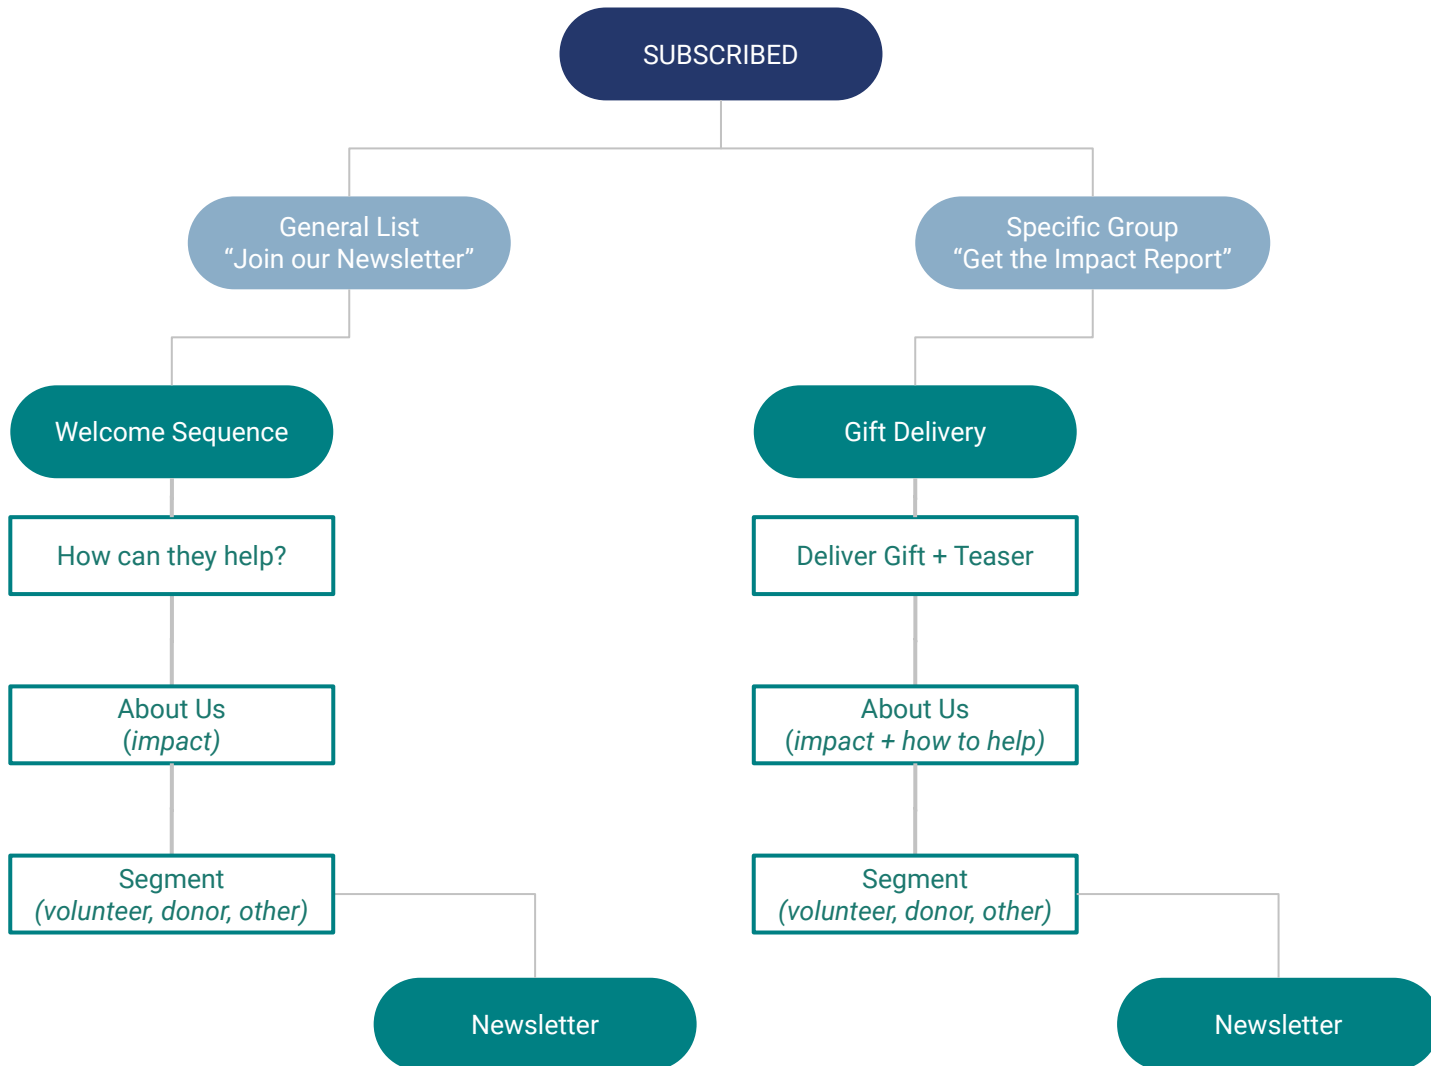 SUBSCRIBED
General List
“Join our Newsletter”
Specific Group
“Get the Impact Report”
Welcome Sequence
Gift Delivery
How can they help?
Deliver Gift + Teaser
About Us
(impact)
About Us
(impact + how to help)
Segment
(volunteer, donor, other)
Segment
(volunteer, donor, other)
Newsletter
Newsletter